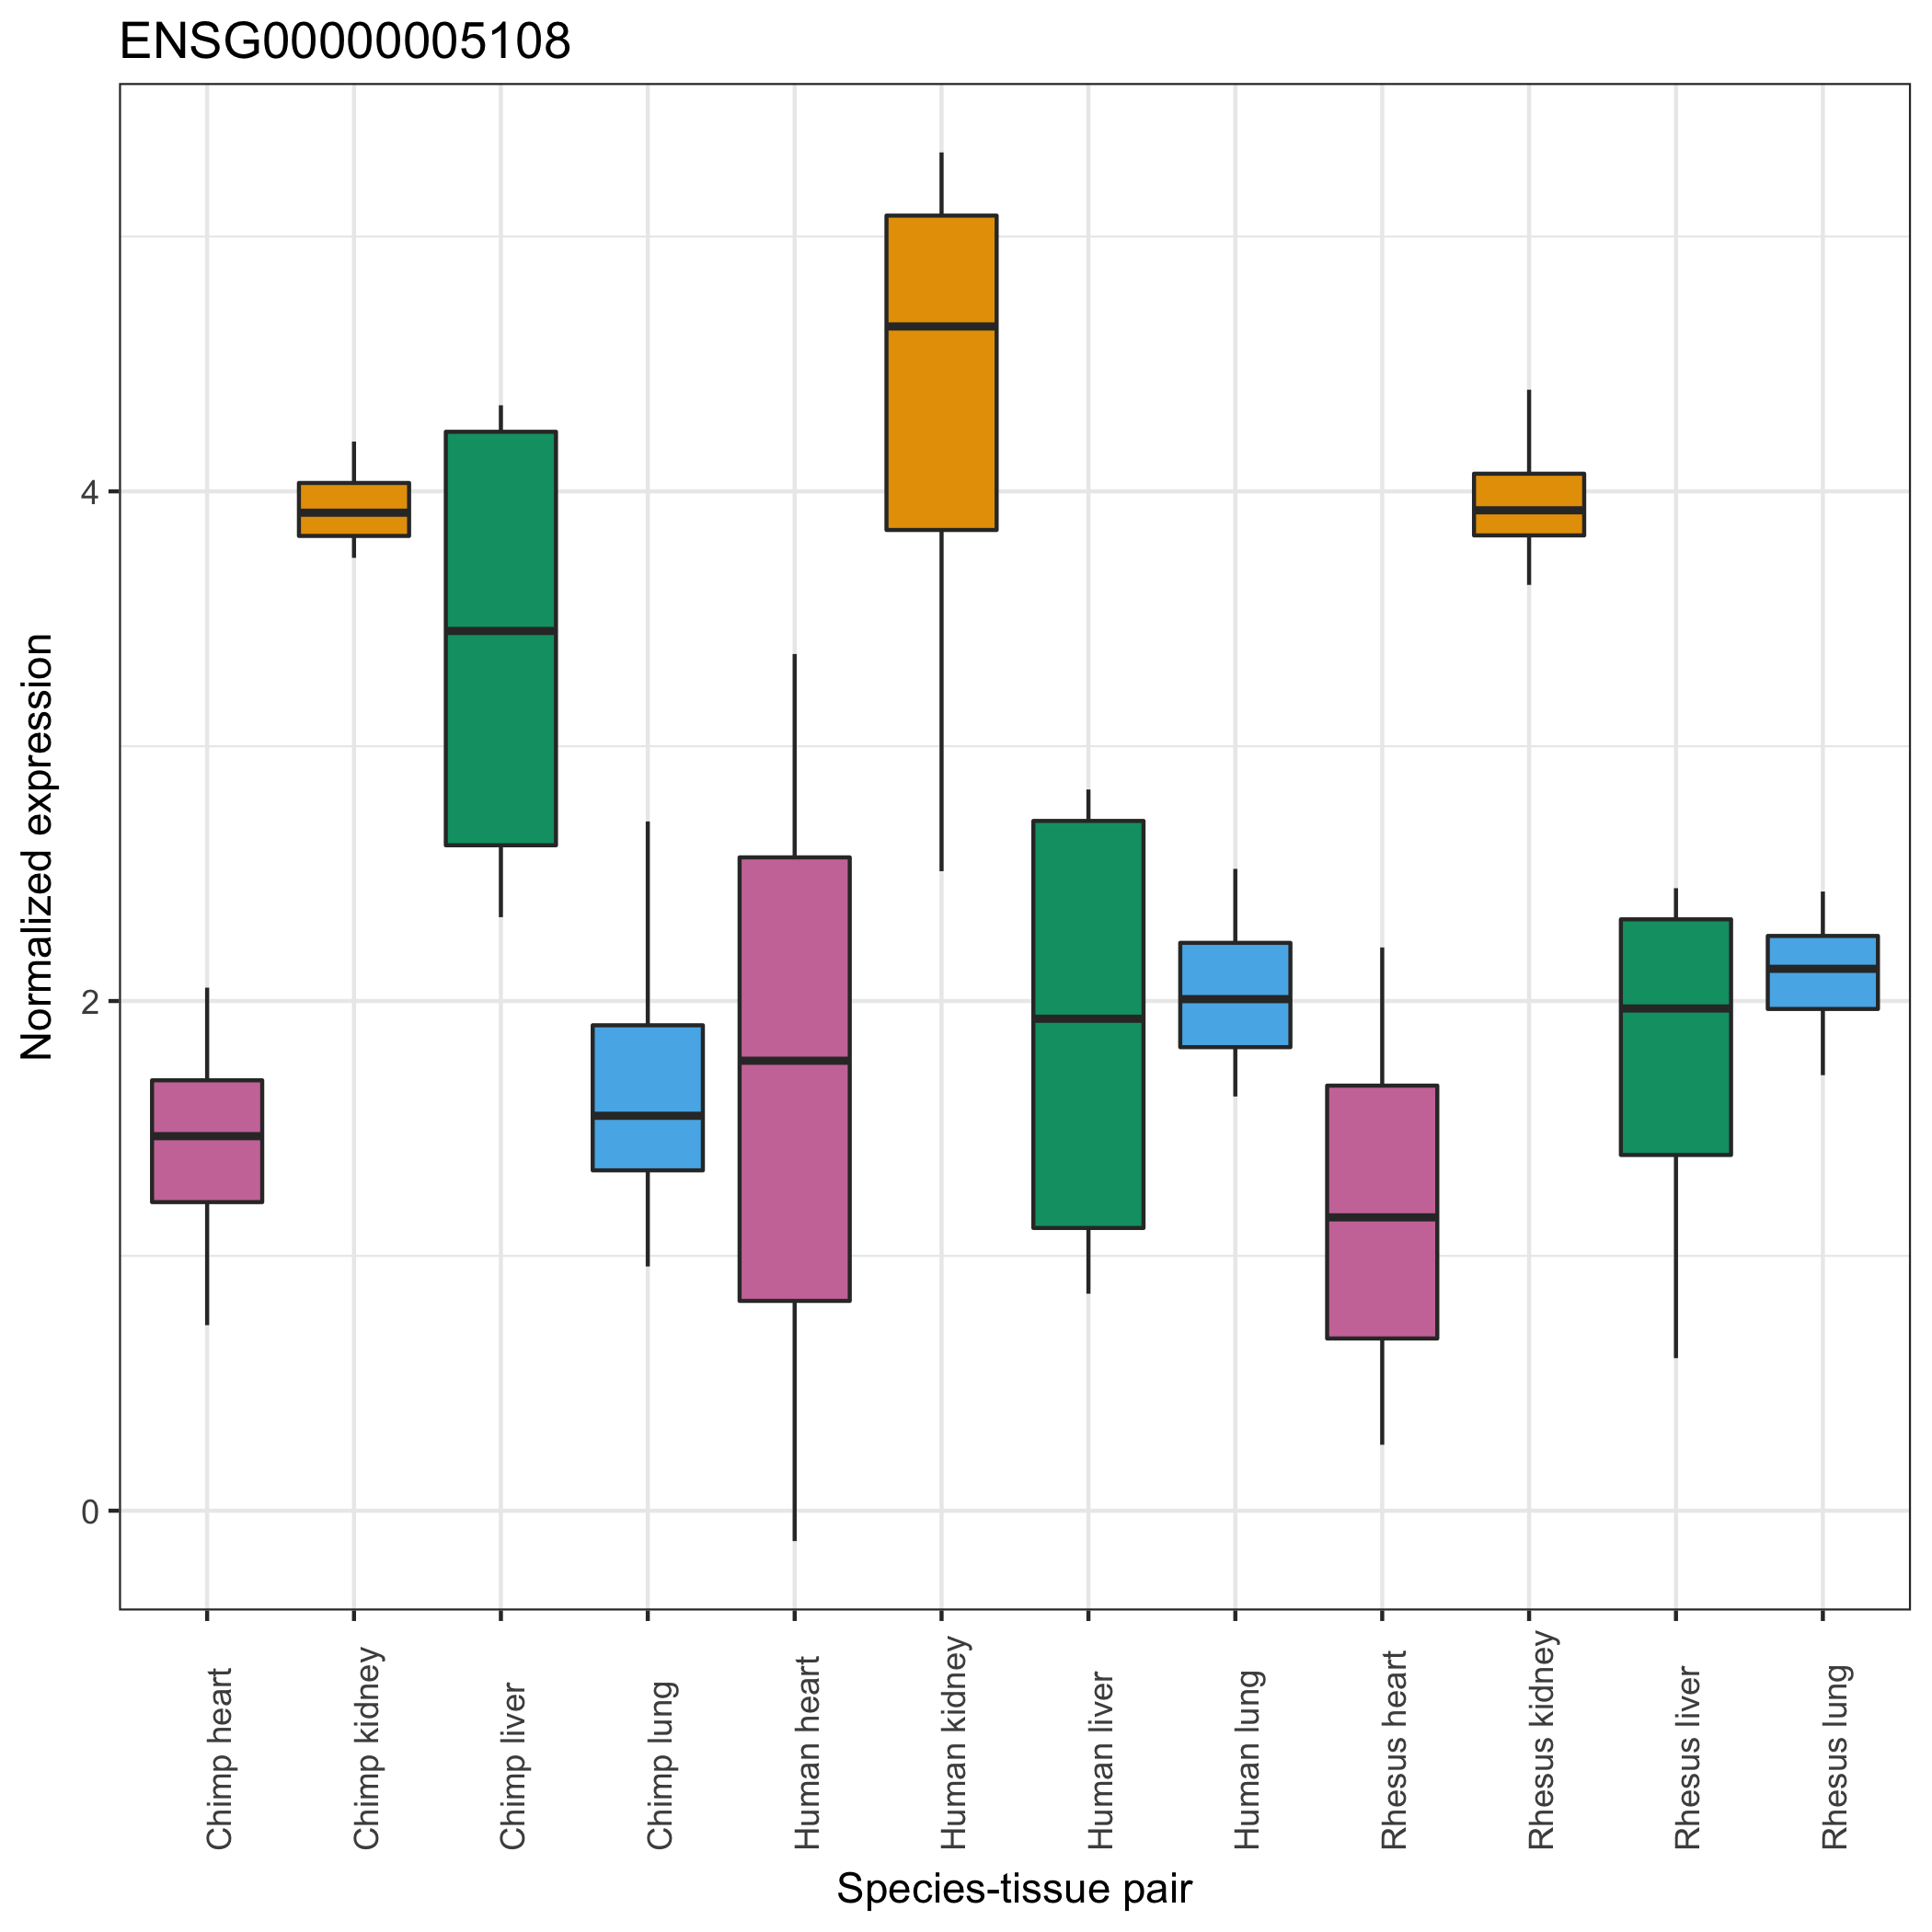 ENSG00000005108
Normalized expression
4
2
0
Chimp heart
Chimp kidney
Chimp liver
Chimp lung
Human heart
Human kidney
Human liver
Human lung
Rhesus heart
Rhesus kidney
Rhesus liver
Rhesus lung
Species-tissue pair